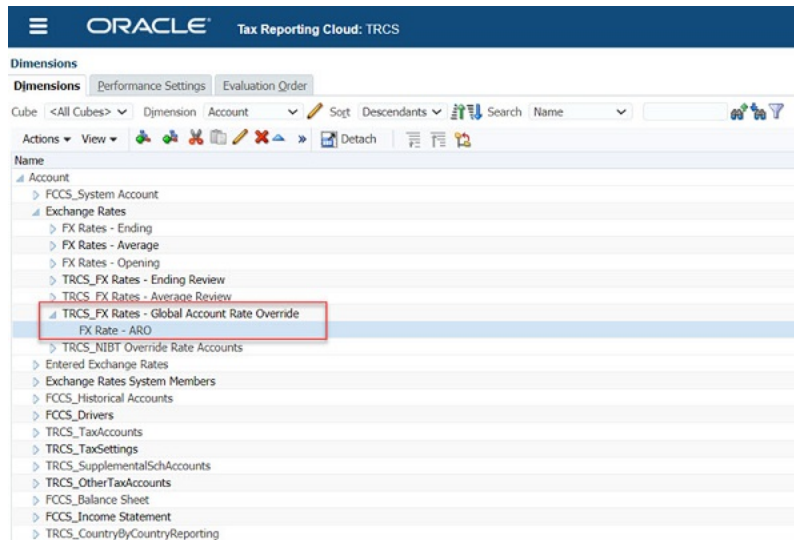 ORACLE Tax Reporting Cloud: TRCS
Dimensions
Dimensions Performance Settings Evaluation Order
Cube <All Cubes> Dimension Account Sort Descendants Search Name
Actions View » Detach
Name
Account
FCCS_System Account
Exchange Rates
FX Rates - Ending
FX Rates - Average
FX Rates - Opening
TRCS_FX Rates - Ending Review
TRCS_FX Rates - Average Review
TRCS_FX Rates - Global Account Rate Override
FX Rate - ARO
TRCS_NIBT Override Rate Accounts
Entered Exchange Rates
Exchange Rates System Members
FCCS_Historical Accounts
FCCS_Drivers
TRCS_TaxAccounts
TRCS_TaxSettings
TRCS_SupplementalSchAccounts
TRCS_OtherTaxAccounts
FCCS_Balance Sheet
FCCS_Income Statement
TRCS_CountryByCountryReporting